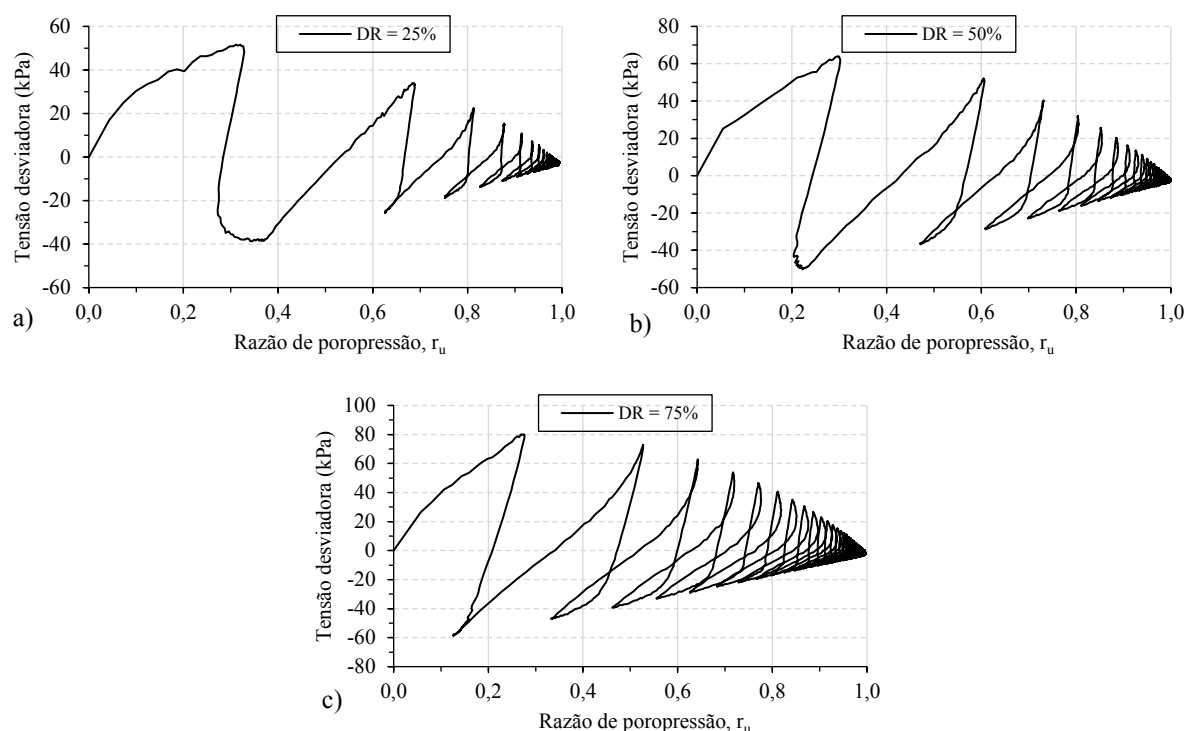 DR = 25%
Tensão desviadora (kPa)
60
40
20
0
-20
-40
-60
0,0 0,2 0,4 0,6 0,8 1,0
Razão de poropressão, ru
a)
DR = 50%
Tensão desviadora (kPa)
80
60
40
20
0
-20
-40
-60
0,0 0,2 0,4 0,6 0,8 1,0
Razão de poropressão, ru
b)
DR = 75%
Tensão desviadora (kPa)
100
80
60
40
20
0
-20
-40
-60
-80
0,0 0,2 0,4 0,6 0,8 1,0
Razão de poropressão, ru
c)